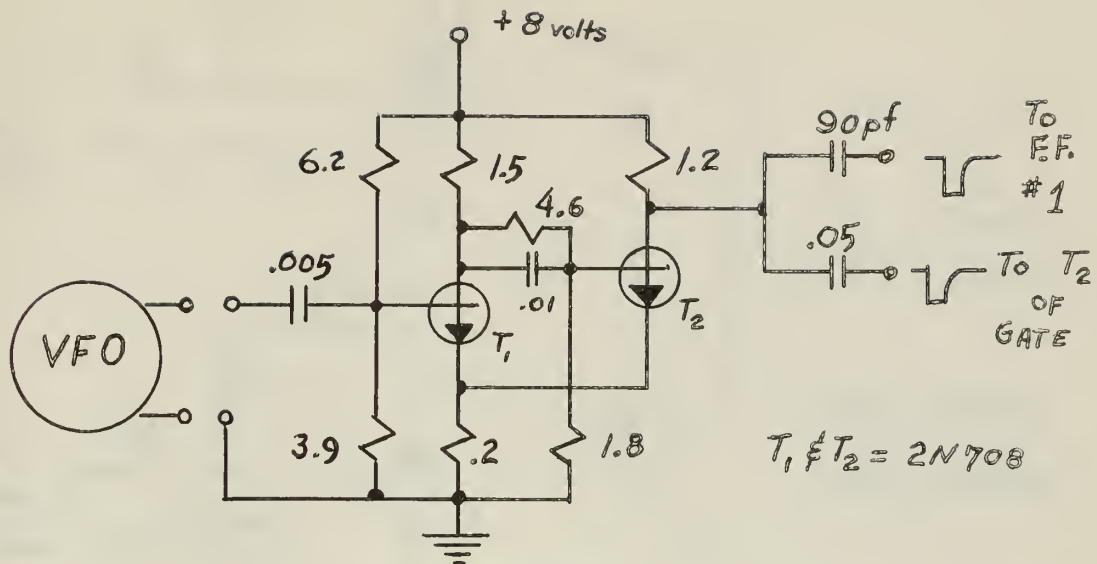 + 8 volts
6.2
1.5
1.2
4.6
90pf
To
F.F.
#1
.005
.01
.05
To T2
OF
GATE
VFO
T1
T2
3.9
.2
1.8
T1 & T2 = 2N708